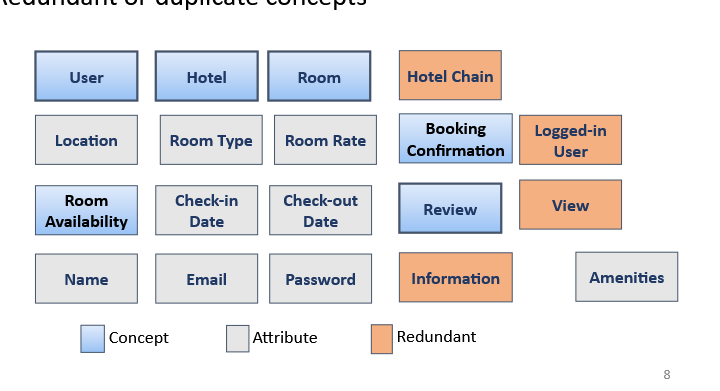 Redundant or duplicate concepts
User
Hotel
Room
Hotel Chain
Location
Room Type
Room Rate
Booking
Confirmation
Logged-in
User
Room
Availability
Check-in
Date
Check-out
Date
Review
View
Name
Email
Password
Information
Amenities
Concept
Attribute
Redundant
8